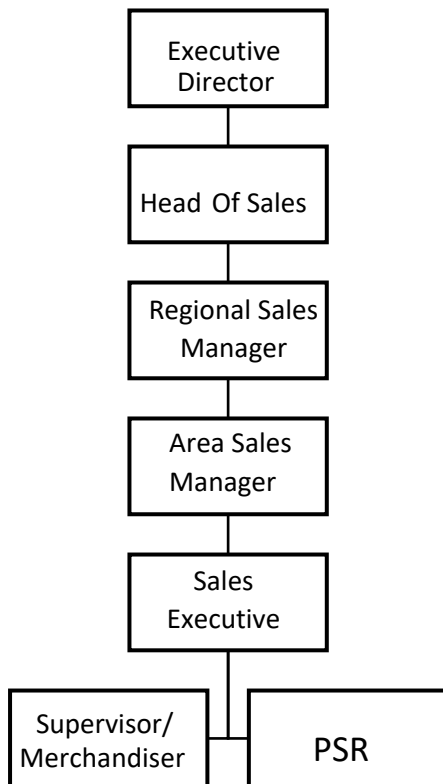 Executive
Director
Head Of Sales
Regional Sales
Manager
Area Sales
Manager
Sales
Executive
Supervisor/
Merchandiser
PSR